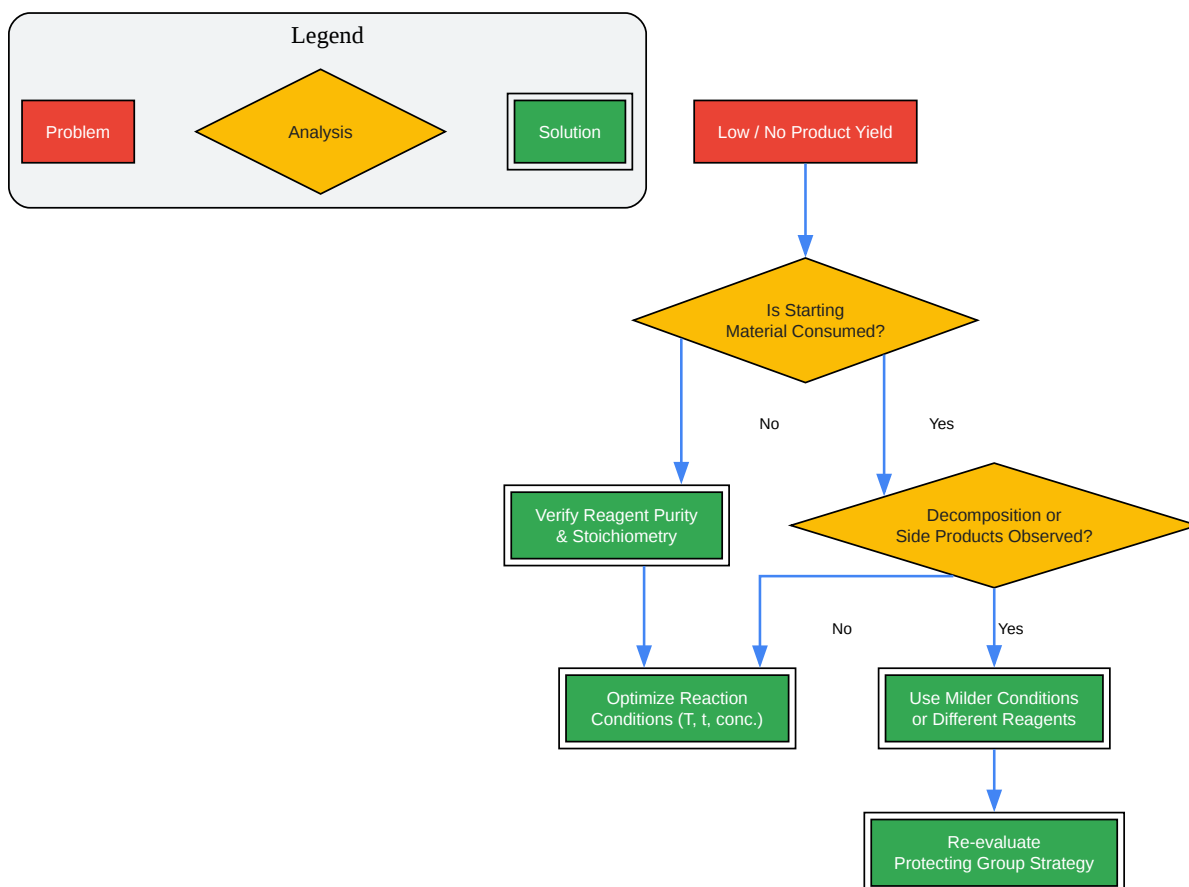 Legend
Problem
Analysis
Solution
Low / No Product Yield
Is Starting
Material Consumed?
No
Yes
Verify Reagent Purity
& Stoichiometry
Decomposition or
Side Products Observed?
No
Yes
Optimize Reaction
Conditions (T, t, conc.)
Use Milder Conditions
or Different Reagents
Re-evaluate
Protecting Group Strategy